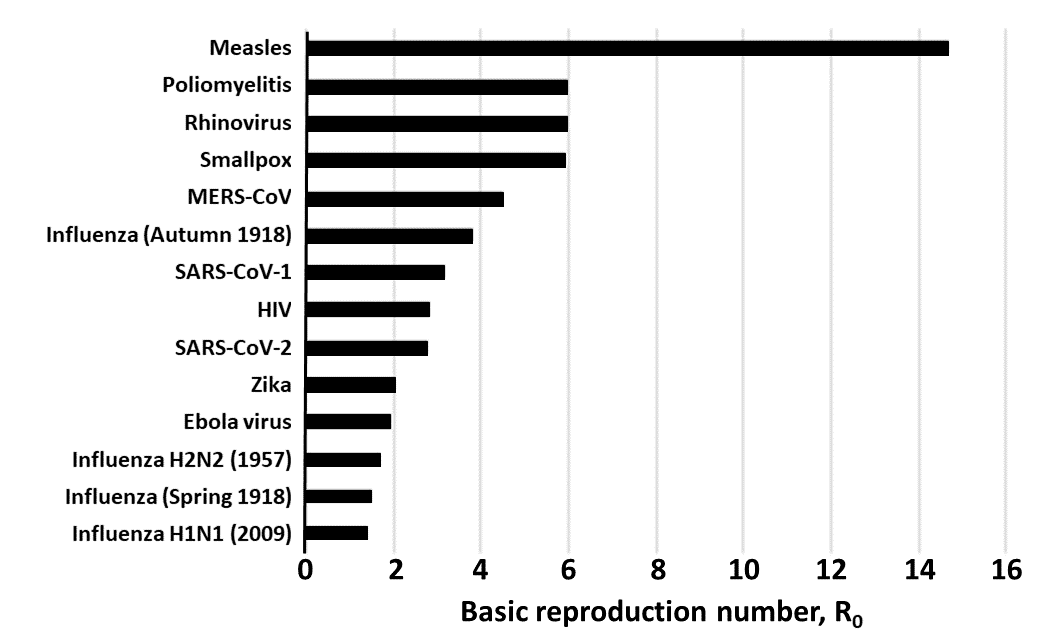 Measles
Poliomyelitis
Rhinovirus
Smallpox
MERS-CoV
Influenza (Autumn 1918)
SARS-CoV-1
HIV
SARS-CoV-2
Zika
Ebola virus
Influenza H2N2 (1957)
Influenza (Spring 1918)
Influenza H1N1 (2009)
0 2 4 6 8 10 12 14 16
Basic reproduction number, R₀